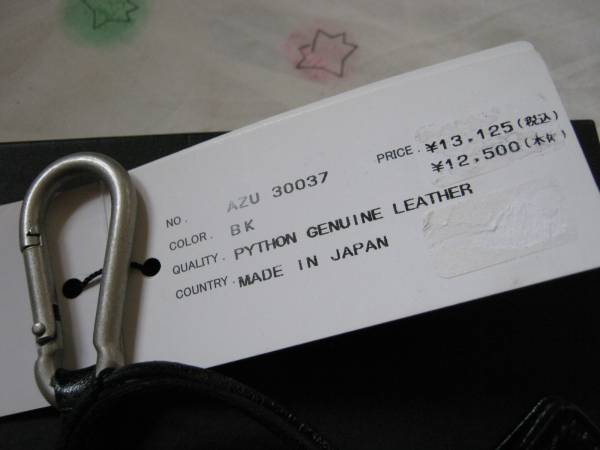 NO. AZU 30037
COLOR. BK
QUALITY. PYTHON GENUINE LEATHER
COUNTRY. MADE IN JAPAN
PRICE. ¥13,125(税込)
¥12,500(本体)